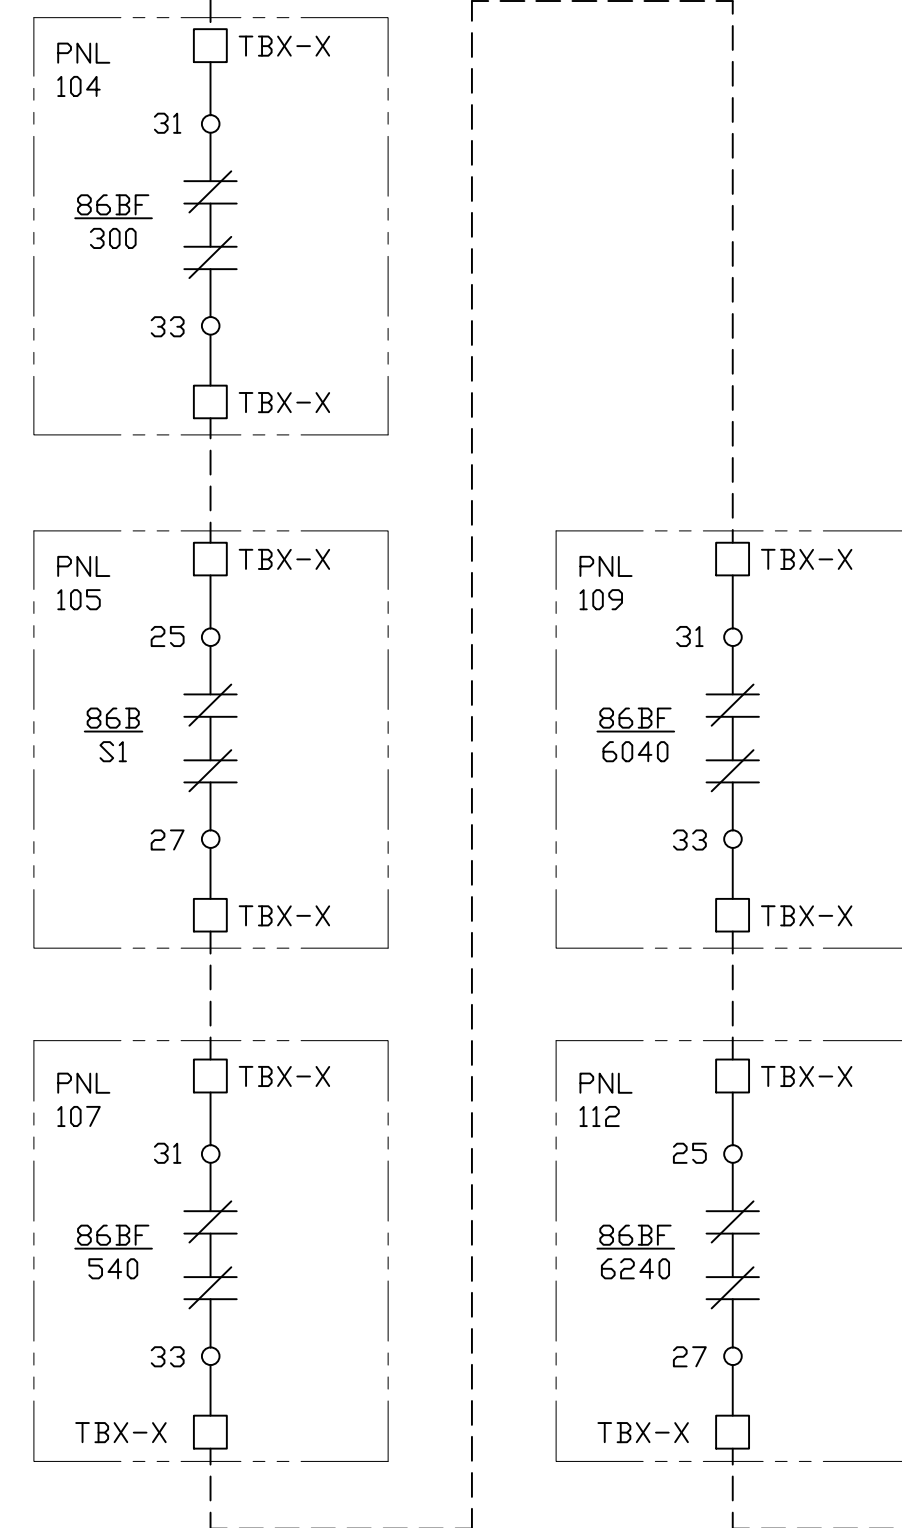 PNL
104
TBX-X
31
86BF
300
33
TBX-X
PNL
105
TBX-X
25
86B
S1
27
TBX-X
PNL
107
TBX-X
31
86BF
540
33
TBX-X
PNL
109
TBX-X
31
86BF
6040
33
TBX-X
PNL
112
TBX-X
25
86BF
6240
27
TBX-X